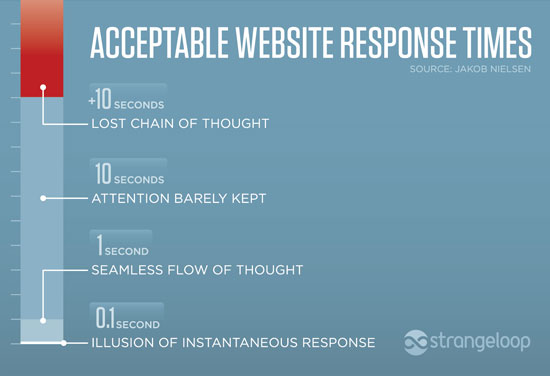 ACCEPTABLE WEBSITE RESPONSE TIMES
SOURCE: JAKOB NIELSEN
+10 SECONDS
LOST CHAIN OF THOUGHT
10 SECONDS
ATTENTION BARELY KEPT
1 SECOND
SEAMLESS FLOW OF THOUGHT
0.1 SECOND
ILLUSION OF INSTANTANEOUS RESPONSE
strangeloop